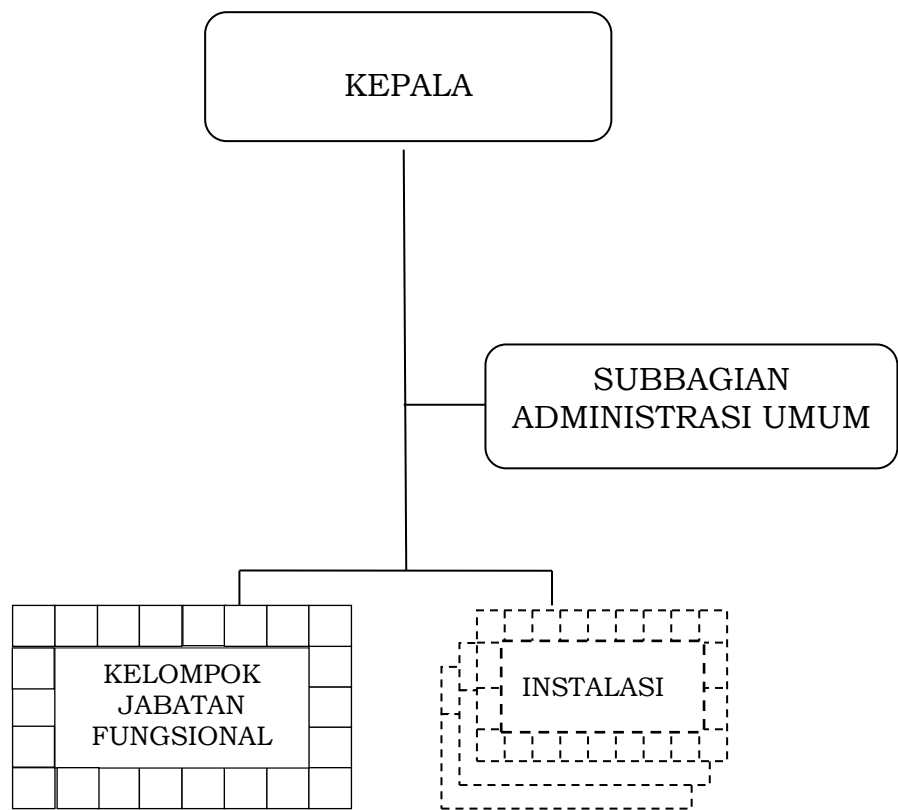 KEPALA
SUBBAGIAN
ADMINISTRASI UMUM
KELOMPOK
JABATAN
FUNGSIONAL
INSTALASI